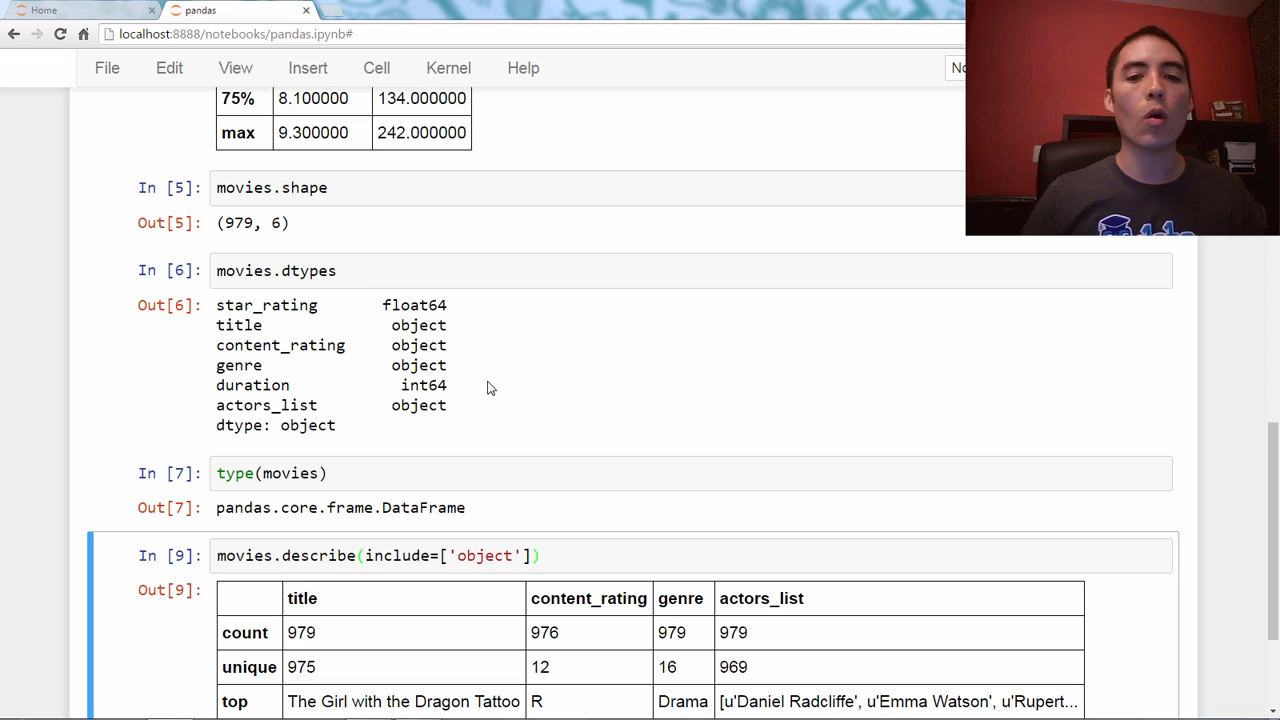 Home
pandas
localhost:8888/notebooks/pandas.ipynb#
File Edit View Insert Cell Kernel Help
75% 8.100000 134.000000
max 9.300000 242.000000
In [5]: movies.shape
Out[5]: (979, 6)
In [6]: movies.dtypes
Out[6]: star_rating float64
title object
content_rating object
genre object
duration int64
actors_list object
dtype: object
In [7]: type(movies)
Out[7]: pandas.core.frame.DataFrame
In [9]: movies.describe(include=['object'])
Out[9]:
title content_rating genre actors_list
count 979 976 979 979
unique 975 12 16 969
top The Girl with the Dragon Tattoo R Drama [u'Daniel Radcliffe', u'Emma Watson', u'Rupert...